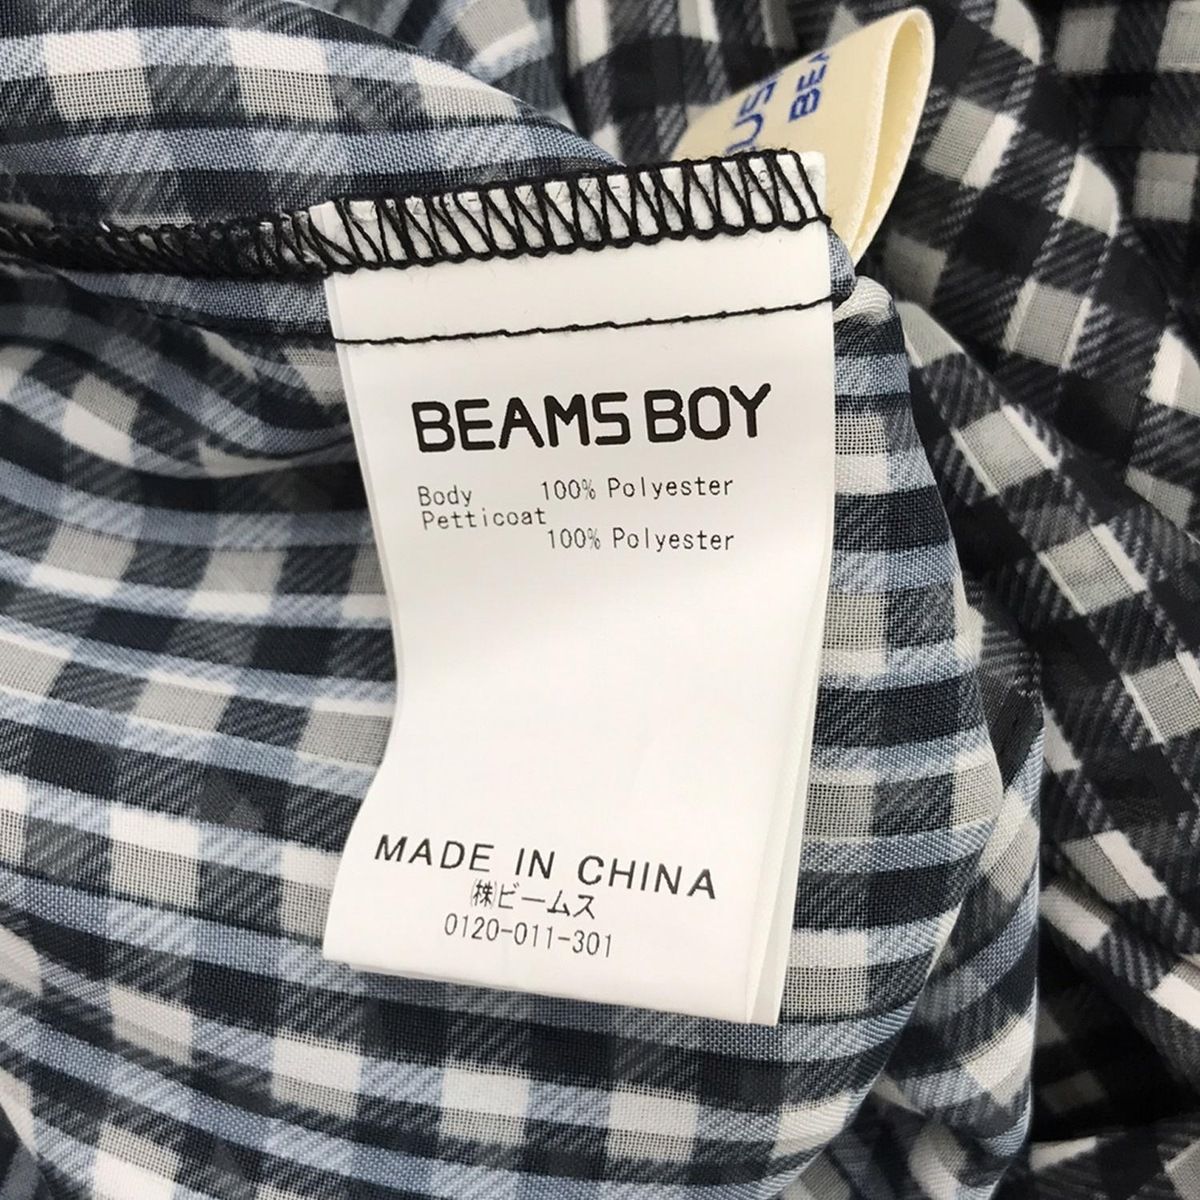 BEAMS BOY
Body 100% Polyester
Petticoat
100% Polyester
MADE IN CHINA
㈱ビームス
0120-011-301